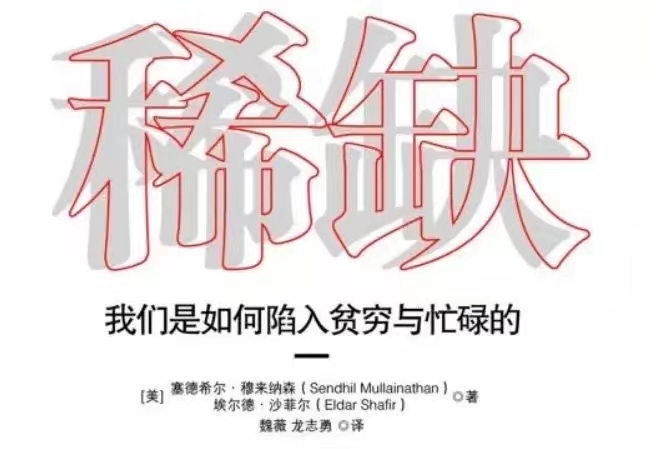 稀缺
我们是如何陷入贫穷与忙碌的
[美] 塞德希尔·穆来纳森（Sendhil Mullainathan）
埃尔德·沙菲尔（Eldar Shafir） ◎著
魏薇 龙志勇 ◎译